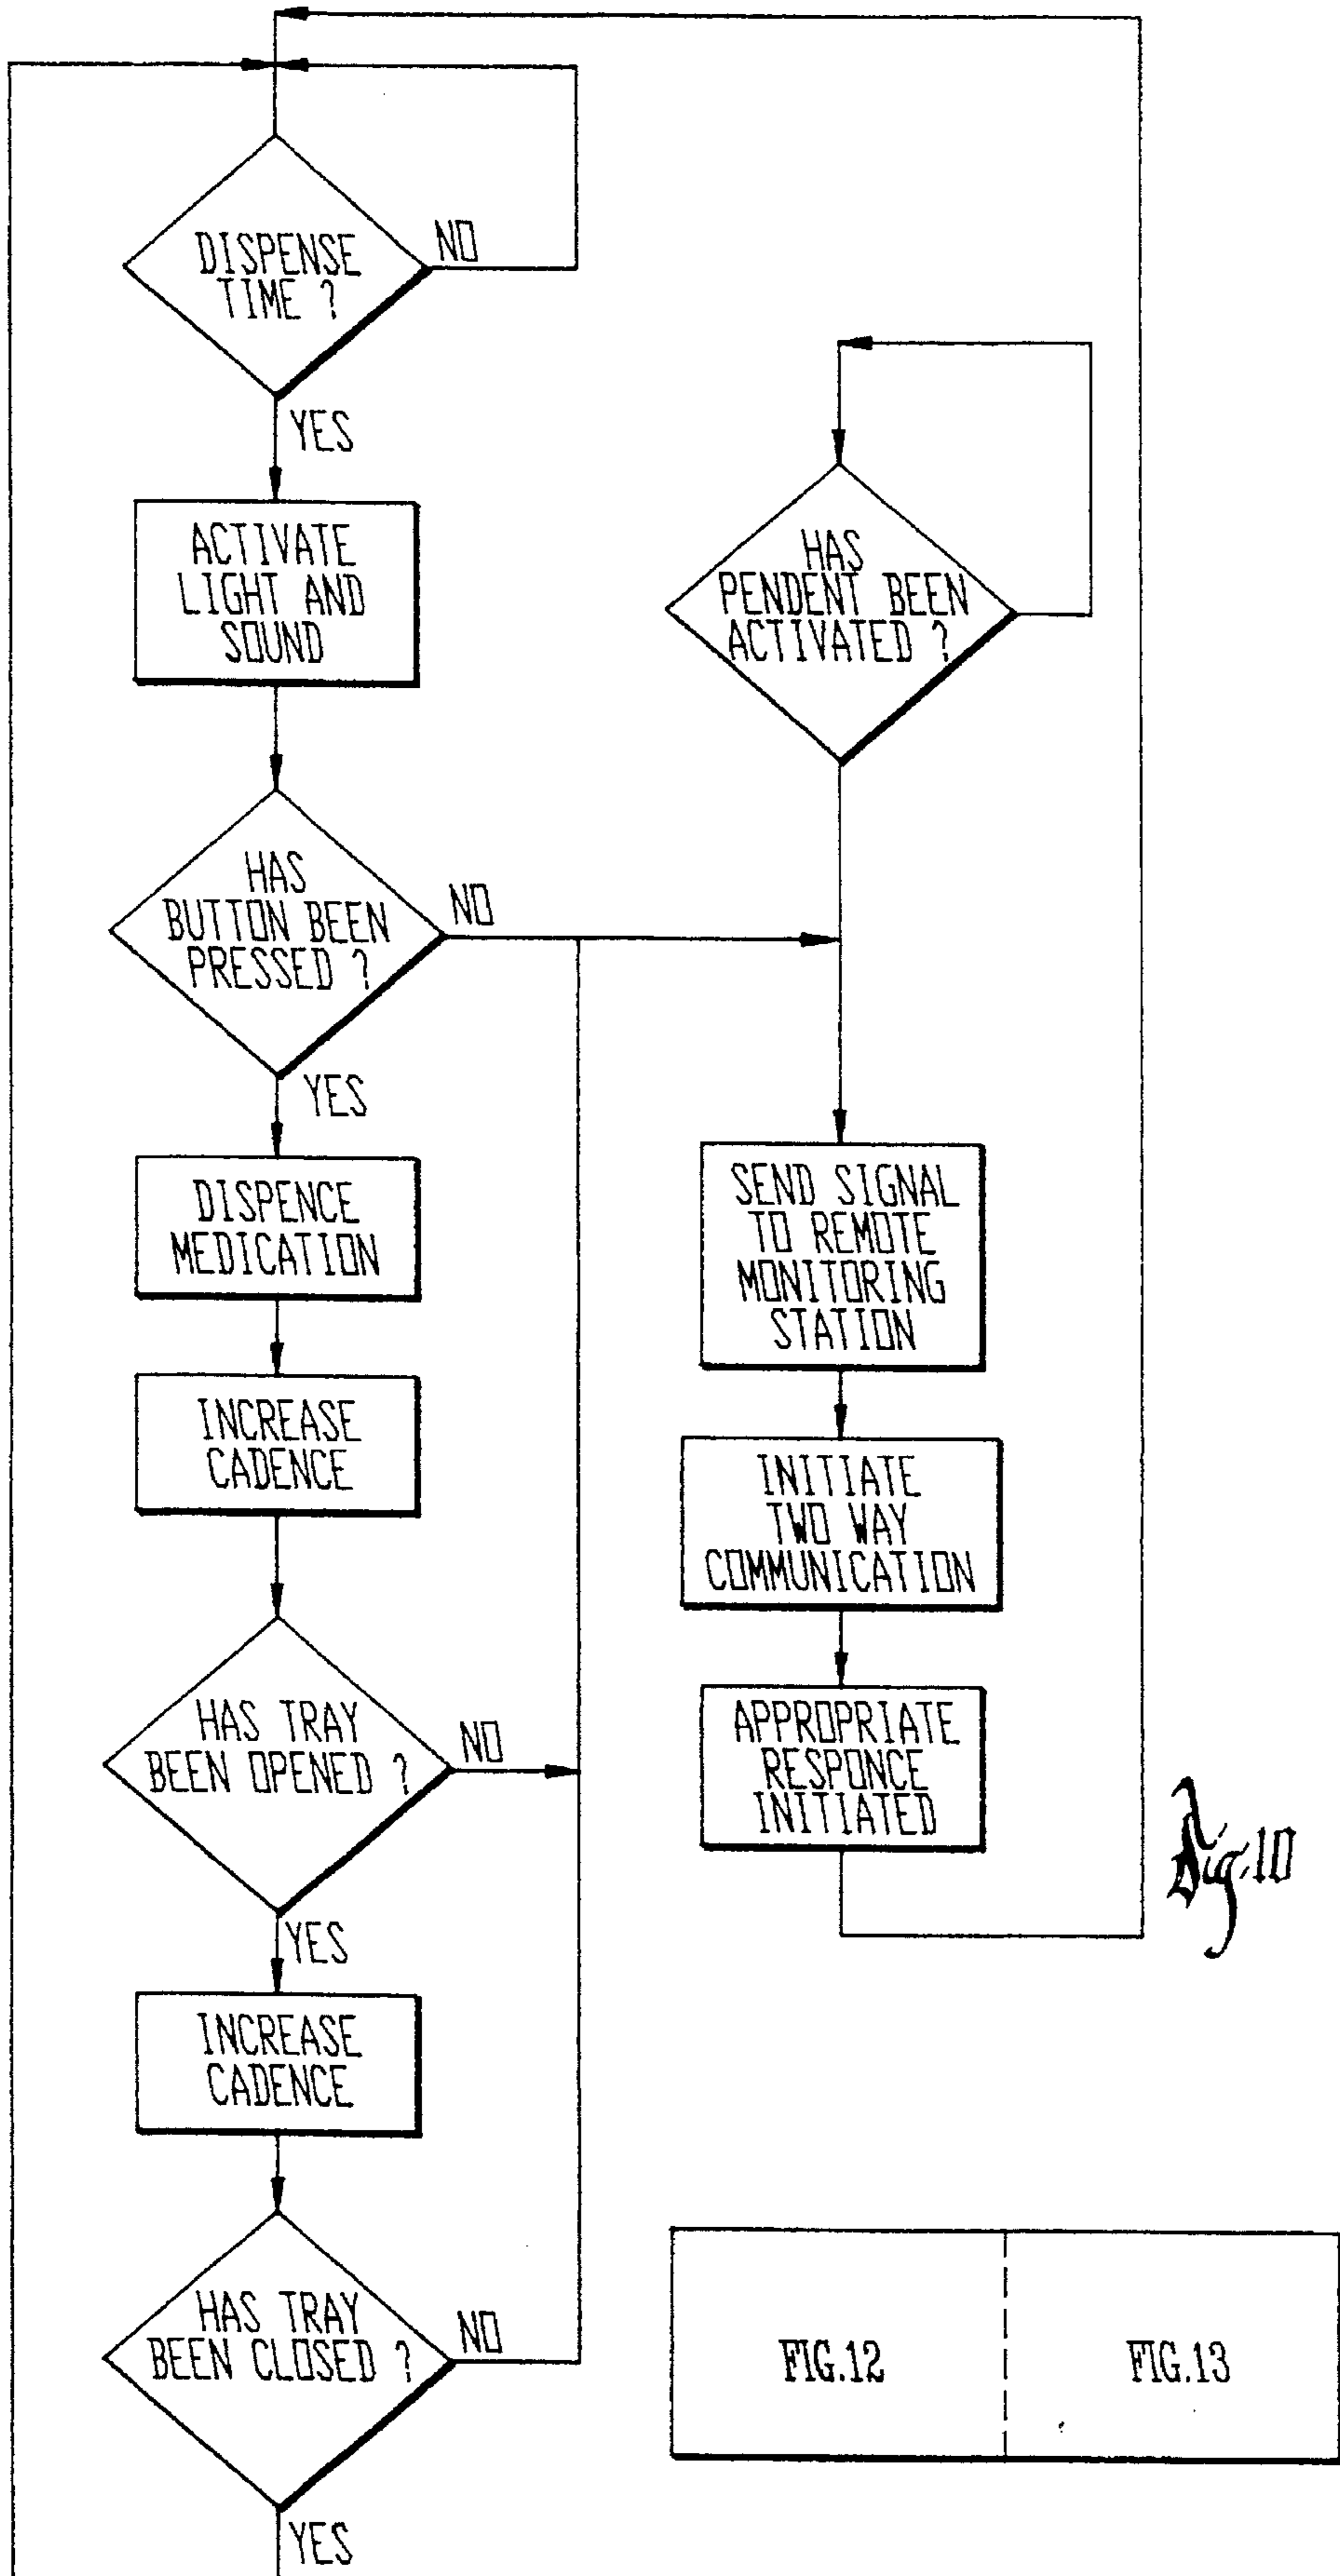 DISPENSE
TIME ?
NO
YES
ACTIVATE
LIGHT AND
SOUND
HAS
BUTTON BEEN
PRESSED ?
NO
YES
DISPENCE
MEDICATION
INCREASE
CADENCE
HAS TRAY
BEEN OPENED ?
NO
YES
INCREASE
CADENCE
HAS TRAY
BEEN CLOSED ?
NO
YES
HAS
PENDENT BEEN
ACTIVATED ?
SEND SIGNAL
TO REMOTE
MONITORING
STATION
INITIATE
TWO WAY
COMMUNICATION
APPROPRIATE
RESPONCE
INITIATED
Fig. 10
FIG.12
FIG.13